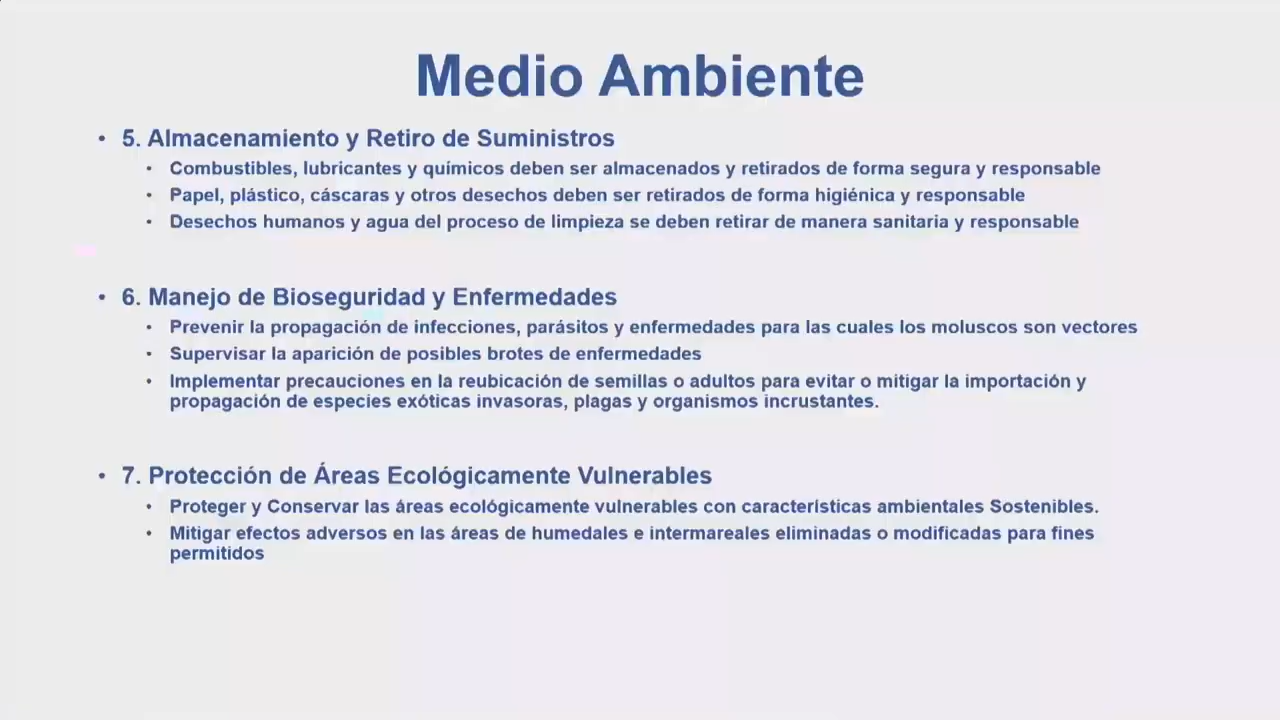 Medio Ambiente
• 5. Almacenamiento y Retiro de Suministros
• Combustibles, lubricantes y químicos deben ser almacenados y retirados de forma segura y responsable
• Papel, plástico, cáscaras y otros desechos deben ser retirados de forma higiénica y responsable
• Desechos humanos y agua del proceso de limpieza se deben retirar de manera sanitaria y responsable
• 6. Manejo de Bioseguridad y Enfermedades
• Prevenir la propagación de infecciones, parásitos y enfermedades para las cuales los moluscos son vectores
• Supervisar la aparición de posibles brotes de enfermedades
• Implementar precauciones en la reubicación de semillas o adultos para evitar o mitigar la importación y
propagación de especies exóticas invasoras, plagas y organismos incrustantes.
• 7. Protección de Áreas Ecológicamente Vulnerables
• Proteger y Conservar las áreas ecológicamente vulnerables con características ambientales Sostenibles.
• Mitigar efectos adversos en las áreas de humedales e intermareales eliminadas o modificadas para fines
permitidos